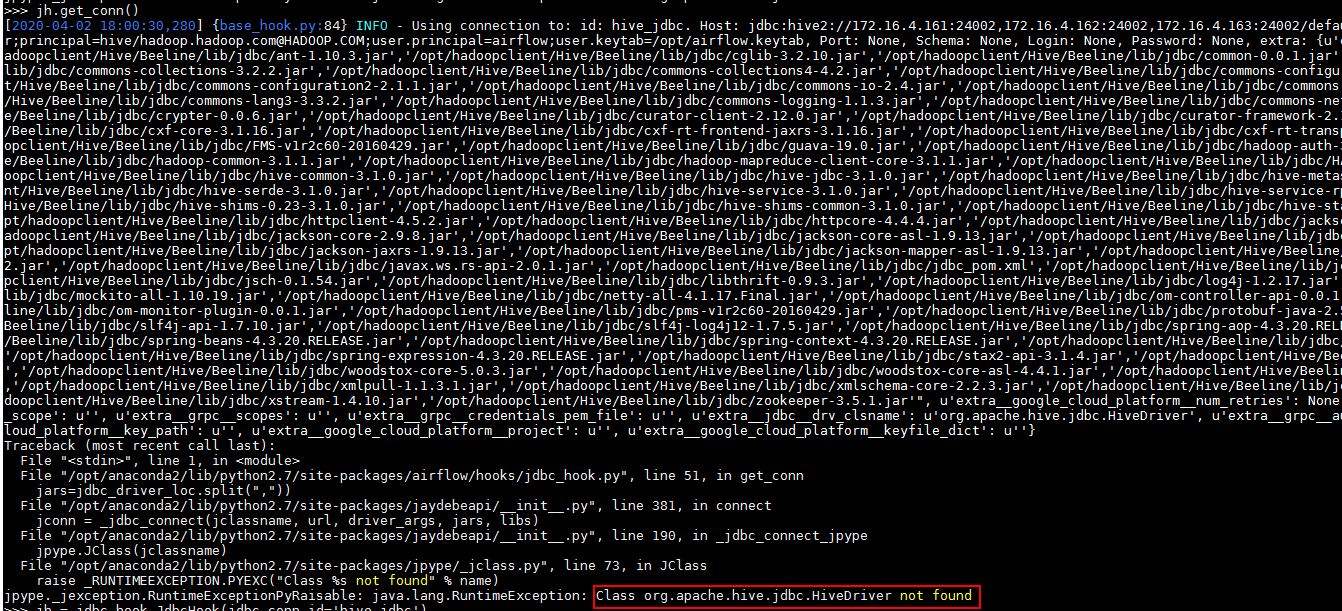 >>> jh.get_conn()
[2020-04-02 18:00:30,280] {base_hook.py:84} INFO - Using connection to: id: hive_jdbc. Host: jdbc:hive2://172.16.4.161:24002,172.16.4.162:24002,172.16.4.163:24002/defau
r;principal=hive/hadoop.hadoop.com@HADOOP.COM;user.principal=airflow;user.keytab=/opt/airflow.keytab, Port: None, Schema: None, Login: None, Password: None, extra: {u'e
adoopclient/Hive/Beeline/lib/jdbc/ant-1.10.3.jar','/opt/hadoopclient/Hive/Beeline/lib/jdbc/cglib-3.2.10.jar','/opt/hadoopclient/Hive/Beeline/lib/jdbc/common-0.0.1.jar'
lib/jdbc/commons-collections-3.2.2.jar','/opt/hadoopclient/Hive/Beeline/lib/jdbc/commons-collections4-4.2.jar','/opt/hadoopclient/Hive/Beeline/lib/jdbc/commons-configu
t/Hive/Beeline/lib/jdbc/commons-configuration2-2.1.1.jar','/opt/hadoopclient/Hive/Beeline/lib/jdbc/commons-io-2.4.jar','/opt/hadoopclient/Hive/Beeline/lib/jdbc/commons
/Hive/Beeline/lib/jdbc/commons-lang3-3.3.2.jar','/opt/hadoopclient/Hive/Beeline/lib/jdbc/commons-logging-1.1.3.jar','/opt/hadoopclient/Hive/Beeline/lib/jdbc/commons-ne
e/Beeline/lib/jdbc/crypter-0.0.6.jar','/opt/hadoopclient/Hive/Beeline/lib/jdbc/curator-client-2.12.0.jar','/opt/hadoopclient/Hive/Beeline/lib/jdbc/curator-framework-2.
/Beeline/lib/jdbc/cxf-core-3.1.16.jar','/opt/hadoopclient/Hive/Beeline/lib/jdbc/cxf-rt-frontend-jaxrs-3.1.16.jar','/opt/hadoopclient/Hive/Beeline/lib/jdbc/cxf-rt-trans
opclient/Hive/Beeline/lib/jdbc/FMS-v1r2c60-20160429.jar','/opt/hadoopclient/Hive/Beeline/lib/jdbc/guava-19.0.jar','/opt/hadoopclient/Hive/Beeline/lib/jdbc/hadoop-auth-
e/Beeline/lib/jdbc/hadoop-common-3.1.1.jar','/opt/hadoopclient/Hive/Beeline/lib/jdbc/hadoop-mapreduce-client-core-3.1.1.jar','/opt/hadoopclient/Hive/Beeline/lib/jdbc/H
/opt/hadoopclient/Hive/Beeline/lib/jdbc/hive-common-3.1.0.jar','/opt/hadoopclient/Hive/Beeline/lib/jdbc/hive-jdbc-3.1.0.jar','/opt/hadoopclient/Hive/Beeline/lib/jdbc/hive-metas
nt/Hive/Beeline/lib/jdbc/hive-serde-3.1.0.jar','/opt/hadoopclient/Hive/Beeline/lib/jdbc/hive-service-3.1.0.jar','/opt/hadoopclient/Hive/Beeline/lib/jdbc/hive-service-rp
Hive/Beeline/lib/jdbc/hive-shims-0.23-3.1.0.jar','/opt/hadoopclient/Hive/Beeline/lib/jdbc/hive-shims-common-3.1.0.jar','/opt/hadoopclient/Hive/Beeline/lib/jdbc/hive-st
pt/hadoopclient/Hive/Beeline/lib/jdbc/httpclient-4.5.2.jar','/opt/hadoopclient/Hive/Beeline/lib/jdbc/httpcore-4.4.4.jar','/opt/hadoopclient/Hive/Beeline/lib/jdbc/jacks
adoopclient/Hive/Beeline/lib/jdbc/jackson-core-2.9.8.jar','/opt/hadoopclient/Hive/Beeline/lib/jdbc/jackson-core-asl-1.9.13.jar','/opt/hadoopclient/Hive/Beeline/lib/jdb
pt/hadoopclient/Hive/Beeline/lib/jdbc/jackson-jaxrs-1.9.13.jar','/opt/hadoopclient/Hive/Beeline/lib/jdbc/jackson-mapper-asl-1.9.13.jar','/opt/hadoopclient/Hive/Beeline
2.jar','/opt/hadoopclient/Hive/Beeline/lib/jdbc/javax.ws.rs-api-2.0.1.jar','/opt/hadoopclient/Hive/Beeline/lib/jdbc/jdbc_pom.xml','/opt/hadoopclient/Hive/Beeline/lib/j
pclient/Hive/Beeline/lib/jdbc/jsch-0.1.54.jar','/opt/hadoopclient/Hive/Beeline/lib/jdbc/libthrift-0.9.3.jar','/opt/hadoopclient/Hive/Beeline/lib/jdbc/log4j-1.2.17.jar'
lib/jdbc/mockito-all-1.10.19.jar','/opt/hadoopclient/Hive/Beeline/lib/jdbc/netty-all-4.1.17.Final.jar','/opt/hadoopclient/Hive/Beeline/lib/jdbc/om-controller-api-0.0.1
line/lib/jdbc/om-monitor-plugin-0.0.1.jar','/opt/hadoopclient/Hive/Beeline/lib/jdbc/pms-v1r2c60-20160429.jar','/opt/hadoopclient/Hive/Beeline/lib/jdbc/protobuf-java-2.5
Beeline/lib/jdbc/slf4j-api-1.7.10.jar','/opt/hadoopclient/Hive/Beeline/lib/jdbc/slf4j-log4j12-1.7.5.jar','/opt/hadoopclient/Hive/Beeline/lib/jdbc/spring-aop-4.3.20.REL
/Beeline/lib/jdbc/spring-beans-4.3.20.RELEASE.jar','/opt/hadoopclient/Hive/Beeline/lib/jdbc/spring-context-4.3.20.RELEASE.jar','/opt/hadoopclient/Hive/Beeline/lib/jdbc
'/opt/hadoopclient/Hive/Beeline/lib/jdbc/spring-expression-4.3.20.RELEASE.jar','/opt/hadoopclient/Hive/Beeline/lib/jdbc/stax2-api-3.1.4.jar','/opt/hadoopclient/Hive/Be
','/opt/hadoopclient/Hive/Beeline/lib/jdbc/woodstox-core-5.0.3.jar','/opt/hadoopclient/Hive/Beeline/lib/jdbc/woodstox-core-asl-4.4.1.jar','/opt/hadoopclient/Hive/Beelin
,'/opt/hadoopclient/Hive/Beeline/lib/jdbc/xmlpull-1.1.3.1.jar','/opt/hadoopclient/Hive/Beeline/lib/jdbc/xmlschema-core-2.2.3.jar','/opt/hadoopclient/Hive/Beeline/lib/jd
doopclient/Hive/Beeline/lib/jdbc/xstream-1.4.10.jar','/opt/hadoopclient/Hive/Beeline/lib/jdbc/zookeeper-3.5.1.jar'", u'extra__google_cloud_platform__num_retries': None
_scope': u'', u'extra__grpc__scopes': u'', u'extra__grpc__credentials_pem_file': u'', u'extra__jdbc__drv_clsname': u'org.apache.hive.jdbc.HiveDriver', u'extra__grpc__au
loud_platform__key_path': u'', u'extra__google_cloud_platform__project': u'', u'extra__google_cloud_platform__keyfile_dict': u''}
Traceback (most recent call last):
File "<stdin>", line 1, in <module>
File "/opt/anaconda2/lib/python2.7/site-packages/airflow/hooks/jdbc_hook.py", line 51, in get_conn
jars=jdbc_driver_loc.split(","))
File "/opt/anaconda2/lib/python2.7/site-packages/jaydebeapi/__init__.py", line 381, in connect
jconn = _jdbc_connect(jclassname, url, driver_args, jars, libs)
File "/opt/anaconda2/lib/python2.7/site-packages/jaydebeapi/__init__.py", line 190, in _jdbc_connect_jpype
jpype.JClass(jclassname)
File "/opt/anaconda2/lib/python2.7/site-packages/jpype/_jclass.py", line 73, in JClass
raise _RUNTIMEEXCEPTION.PYEXC("Class %s not found" % name)
jpype._jexception.RuntimeExceptionPyRaisable: java.lang.RuntimeException: Class org.apache.hive.jdbc.HiveDriver not found
>>> jh = jdbc_hook.JdbcHook(jdbc_conn_id='hive_jdbc')